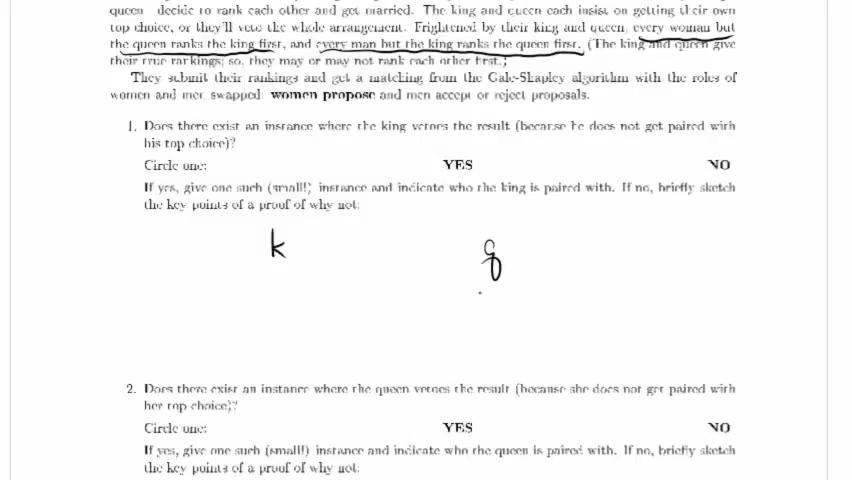 queen decide to rank each other and get married. The king and queen each insist on getting their own
top choice, or they'll veto the whole arrangement. Frightened by their king and queen, every woman but
the queen ranks the king first, and every man but the king ranks the queen first. (The king and queen give
their true rankings; so, they may or may not rank each other first.)
They submit their rankings and get a matching from the Gale-Shapley algorithm with the roles of
women and men swapped: women propose and men accept or reject proposals.
1. Does there exist an instance where the king vetoes the result (because he does not get paired with
his top choice)?
Circle one: YES NO
If yes, give one such (small!) instance and indicate who the king is paired with. If no, briefly sketch
the key points of a proof of why not:
k q
2. Does there exist an instance where the queen vetoes the result (because she does not get paired with
her top choice)?
Circle one: YES NO
If yes, give one such (small!) instance and indicate who the queen is paired with. If no, briefly sketch
the key points of a proof of why not: